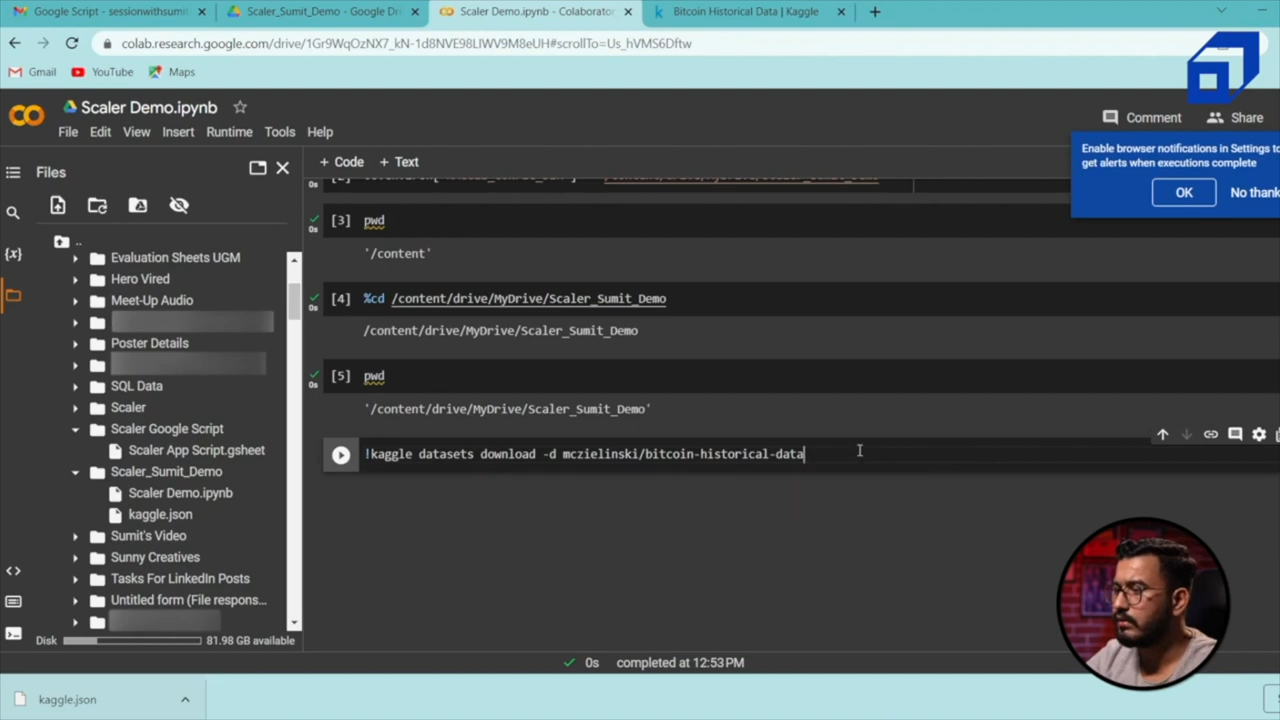 Google Script - sessionwithsumit
Scaler_Sumit_Demo - Google Dri
Scaler Demo.ipynb - Colaborator
Bitcoin Historical Data | Kaggle
colab.research.google.com/drive/1Gr9WqOzNX7_kN-1d8NVE98LIWV9M8eUH#scrollTo=Us_hVMS6Dftw
Gmail
YouTube
Maps
Scaler Demo.ipynb
File Edit View Insert Runtime Tools Help
Comment
Share
Enable browser notifications in Settings to
get alerts when executions complete
OK
No thank
Files
+ Code + Text
0s
[3] pwd
0s
'/content'
[4] %cd /content/drive/MyDrive/Scaler_Sumit_Demo
0s
/content/drive/MyDrive/Scaler_Sumit_Demo
[5] pwd
0s
'/content/drive/MyDrive/Scaler_Sumit_Demo'
!kaggle datasets download -d mczielinski/bitcoin-historical-data
{x}
..
Evaluation Sheets UGM
Hero Vired
Meet-Up Audio
Poster Details
SQL Data
Scaler
Scaler Google Script
Scaler App Script.gsheet
Scaler_Sumit_Demo
Scaler Demo.ipynb
kaggle.json
Sumit's Video
Sunny Creatives
Tasks For LinkedIn Posts
Untitled form (File respons...
Disk
81.98 GB available
0s completed at 12:53 PM
kaggle.json